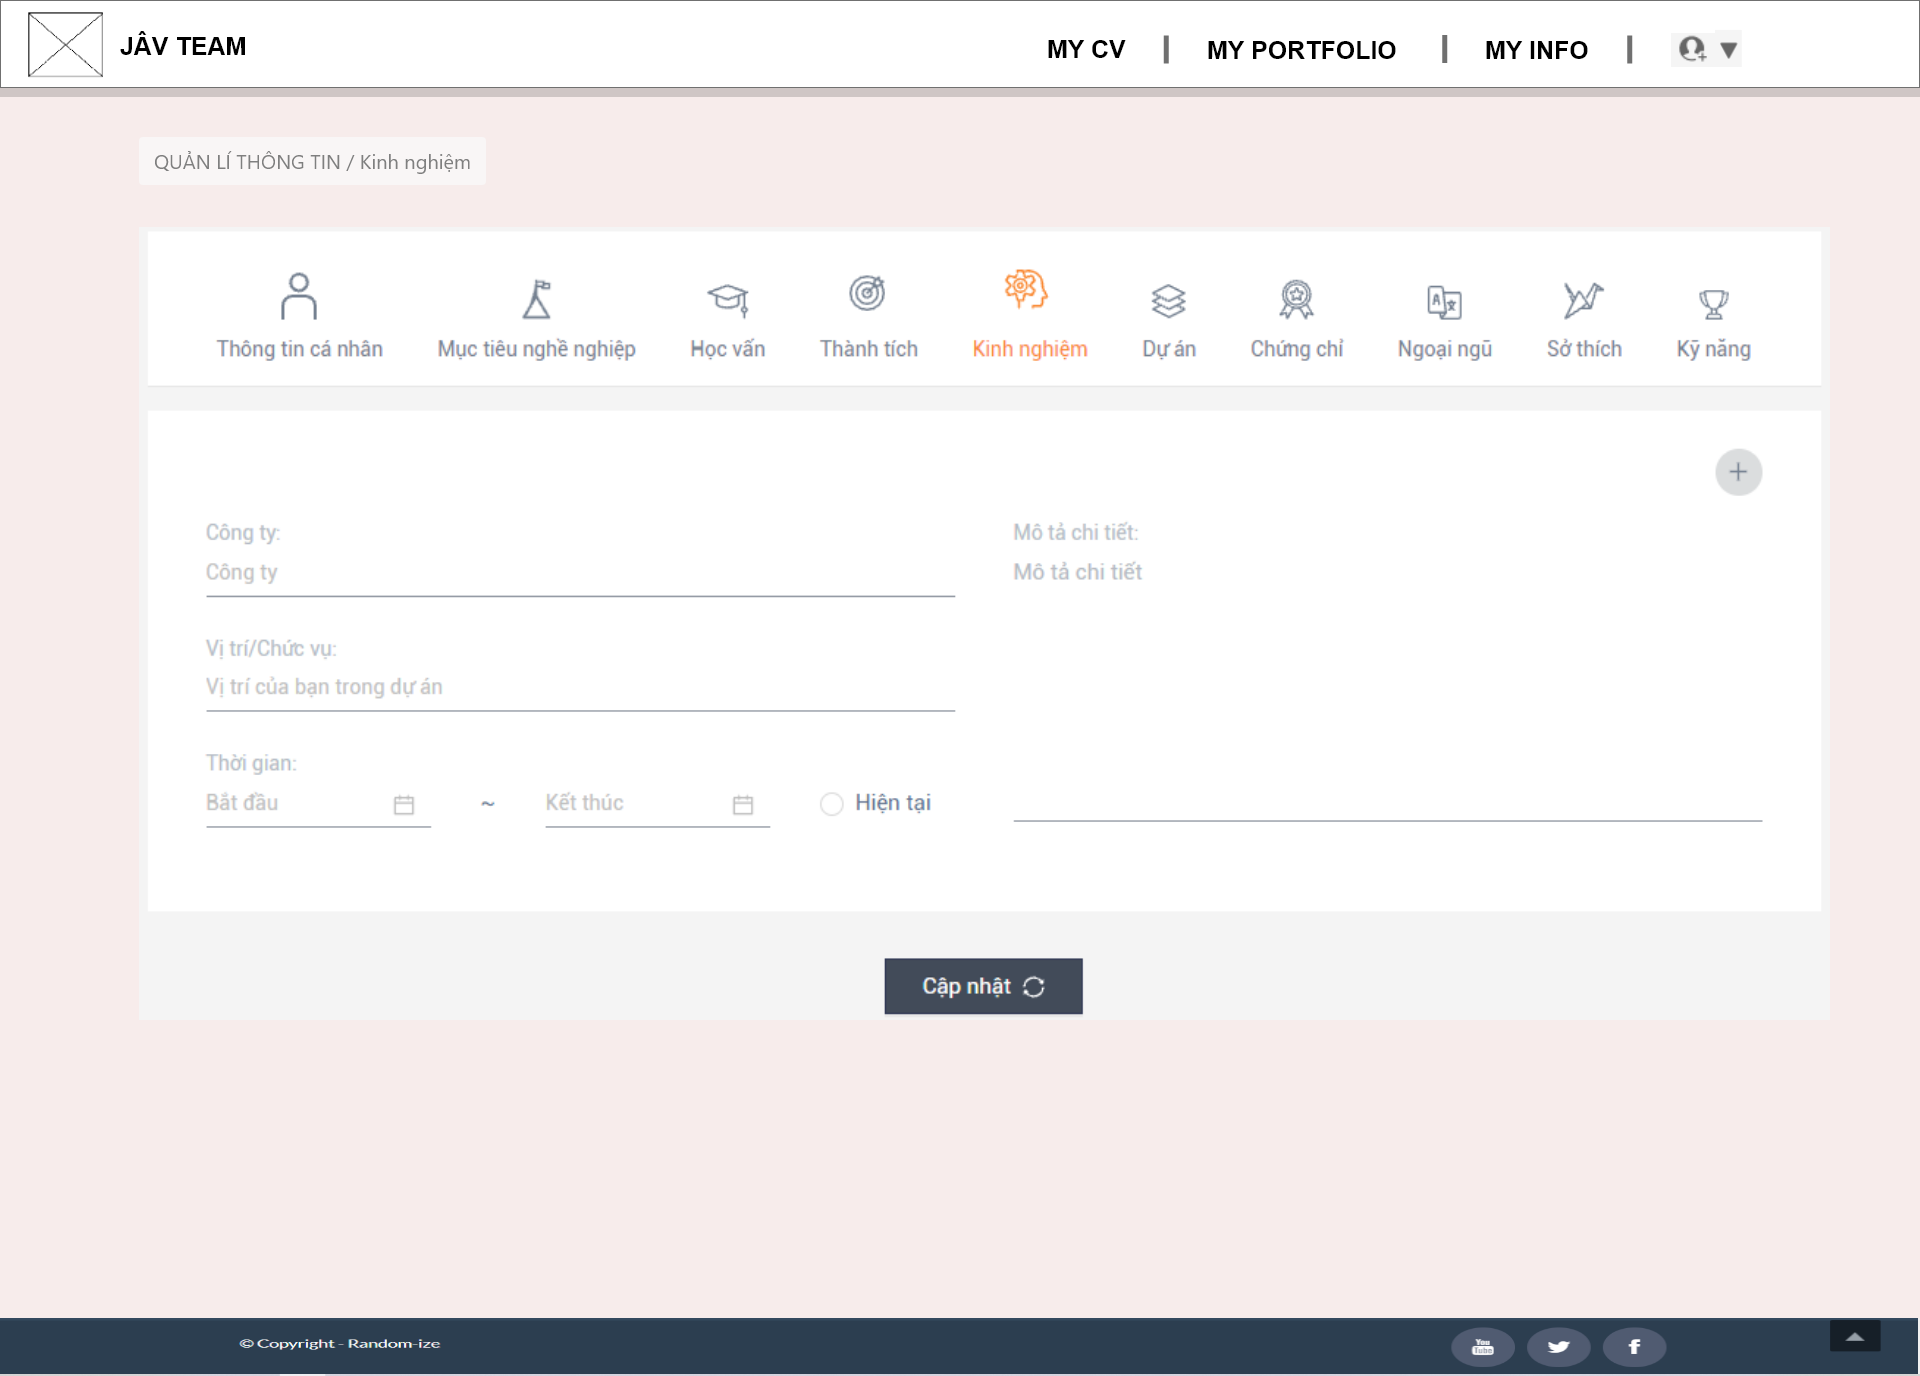 JÂV TEAM
MY CV | MY PORTFOLIO | MY INFO |
QUẢN LÍ THÔNG TIN / Kinh nghiệm
Thông tin cá nhân
Mục tiêu nghề nghiệp
Học vấn
Thành tích
Kinh nghiệm
Dự án
Chứng chỉ
Ngoại ngũ
Sở thích
Kỹ năng
Công ty:
Công ty
Mô tả chi tiết:
Mô tả chi tiết
Vị trí/Chức vụ:
Vị trí của bạn trong dự án
Thời gian:
Bắt đầu ~ Kết thúc
Hiện tại
Cập nhật
© Copyright - Random-ize
You Tube